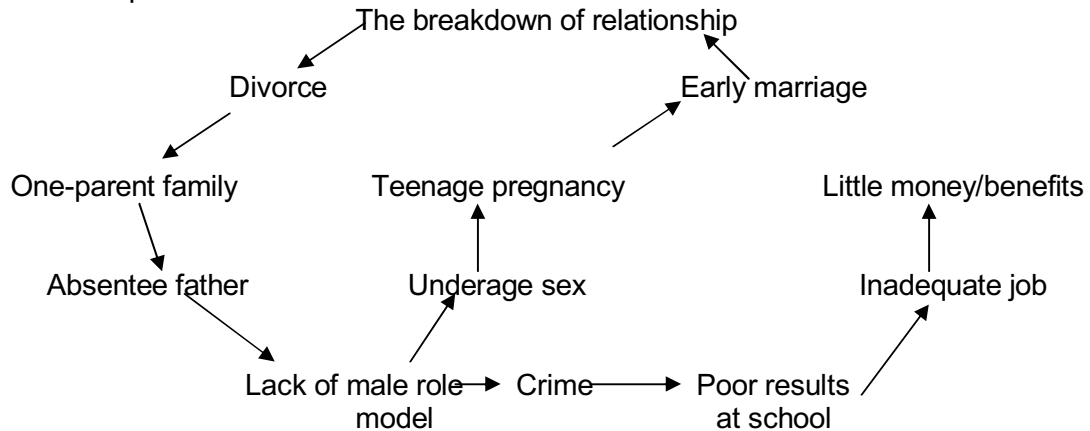 The breakdown of relationship
Divorce
Early marriage
One-parent family
Teenage pregnancy
Little money/benefits
Absentee father
Underage sex
Inadequate job
Lack of male role
model
Crime
Poor results
at school